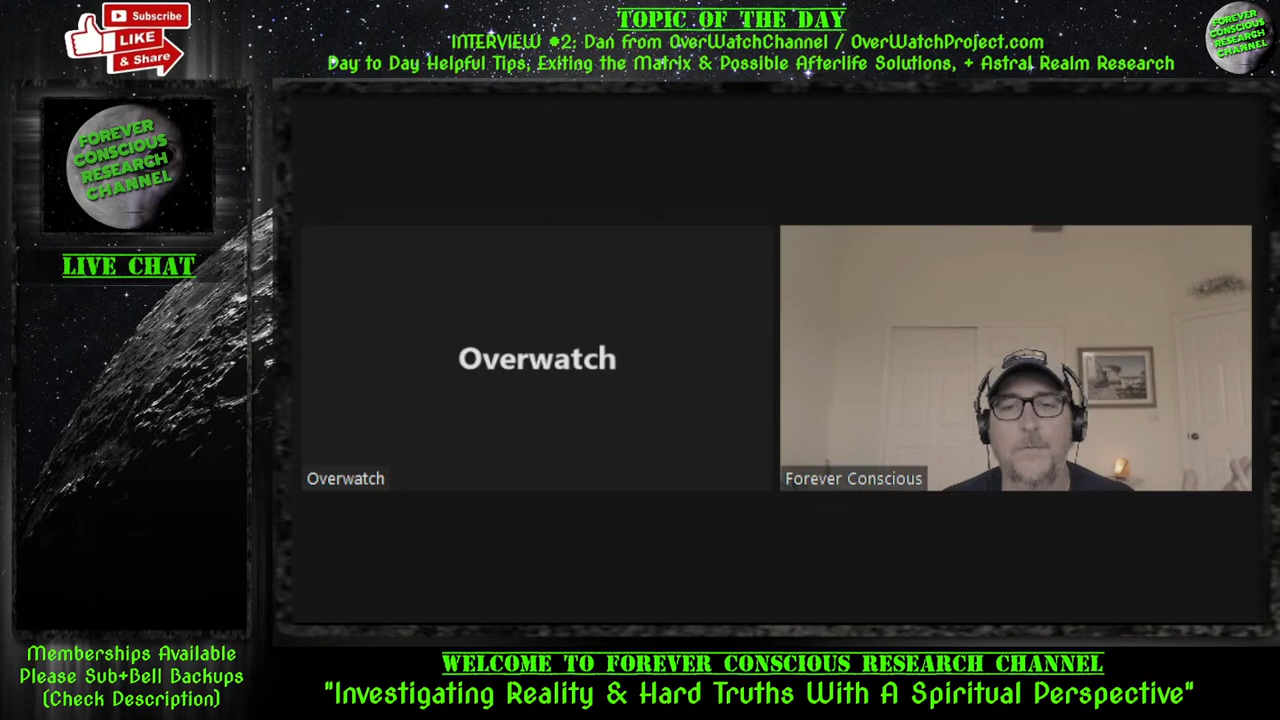 Subscribe
LIKE
& Share
TOPIC OF THE DAY
INTERVIEW #2: Dan from OverWatchChannel / OverWatchProject.com
Day to Day Helpful Tips, Exiting the Matrix & Possible Afterlife Solutions, + Astral Realm Research
FOREVER
CONSCIOUS
RESEARCH
CHANNEL
FOREVER
CONSCIOUS
RESEARCH
CHANNEL
LIVE CHAT
Overwatch
Overwatch
Forever Conscious
Memberships Available
Please Sub+Bell Backups
(Check Description)
WELCOME TO FOREVER CONSCIOUS RESEARCH CHANNEL
"Investigating Reality & Hard Truths With A Spiritual Perspective"